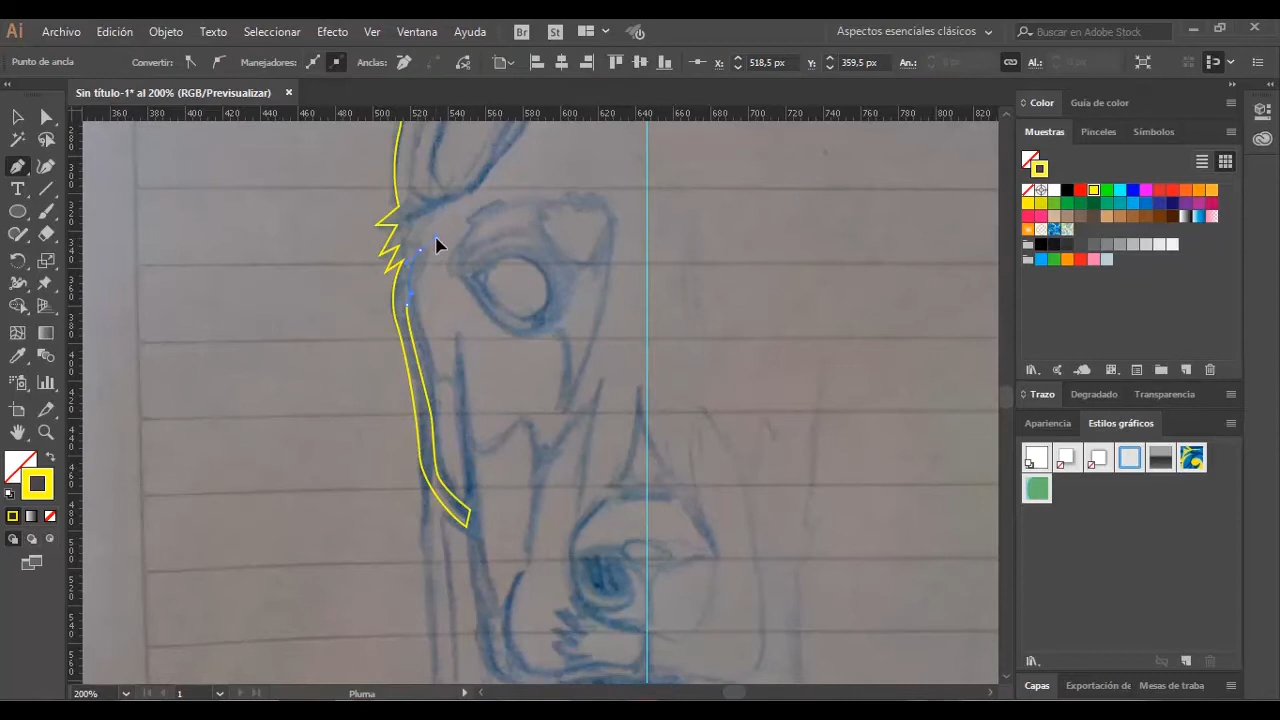 Ai Archivo Edición Objeto Texto Seleccionar Efecto Ver Ventana Ayuda Br St Aspectos esenciales clásicos Buscar en Adobe Stock
Punto de ancla Convertir: Manejadores: Anclas: X: 518,5 px Y: 359,5 px An.: 0 px Al.: 0 px
Sin título-1* al 200% (RGB/Previsualizar) ×
360 380 400 420 440 460 480 500 520 540 560 580 600 620 640 660 680 700 720 740 760 780 800 820
Color Guía de color
Muestras Pinceles Símbolos
Trazo Degradado Transparencia
Apariencia Estilos gráficos
Capas Exportación de Mesas de traba
200% 1 Pluma